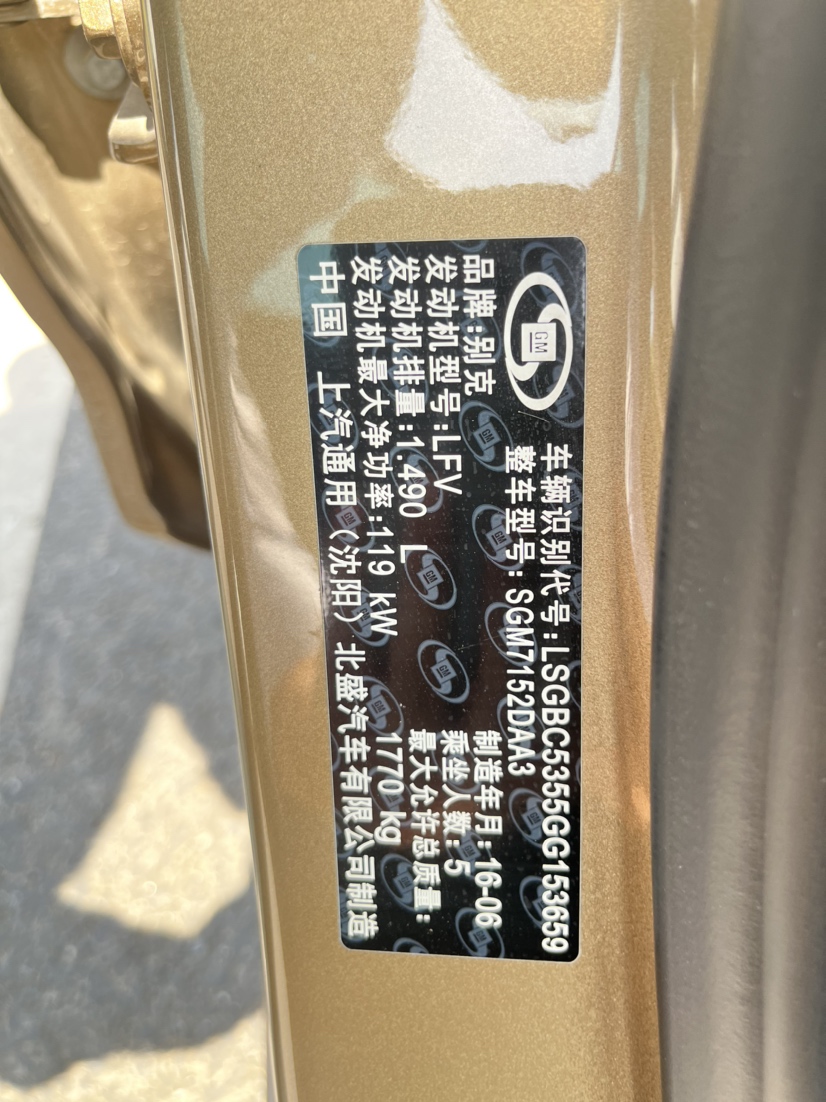 GM
车辆识别代号:LSGBC5355GG153659
整车型号: SGM7152DAA3
品牌:别克
制造年月:16-06
发动机型号:LFV
乘坐人数:5
发动机排量:1.490 L
最大允许总质量:
发动机最大净功率:119 kW
1770 kg
中国 上汽通用（沈阳）北盛汽车有限公司制造